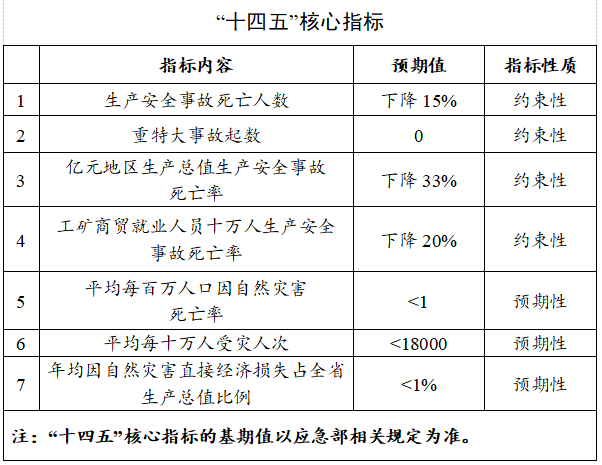 “十四五”核心指标
指标内容 预期值 指标性质
1 生产安全事故死亡人数 下降 15% 约束性
2 重特大事故起数 0 约束性
3 亿元地区生产总值生产安全事故
死亡率 下降 33% 约束性
4 工矿商贸就业人员十万人生产安全
事故死亡率 下降 20% 约束性
5 平均每百万人口因自然灾害
死亡率 <1 预期性
6 平均每十万人受灾人次 <18000 预期性
7 年均因自然灾害直接经济损失占全省
生产总值比例 <1% 预期性
注：“十四五”核心指标的基期值以应急部相关规定为准。